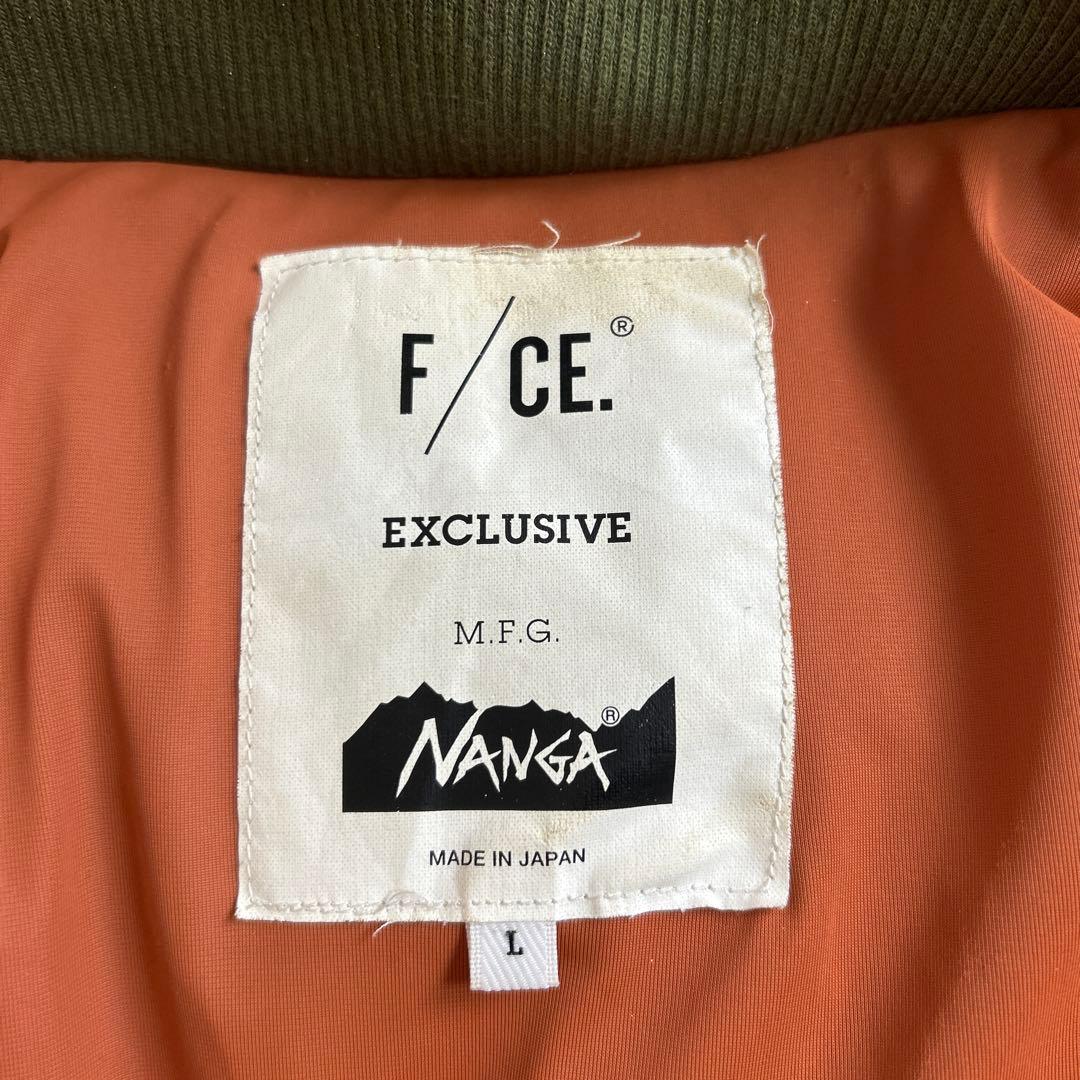 F/CE.®
EXCLUSIVE
M.F.G.
NANGA®
MADE IN JAPAN
L